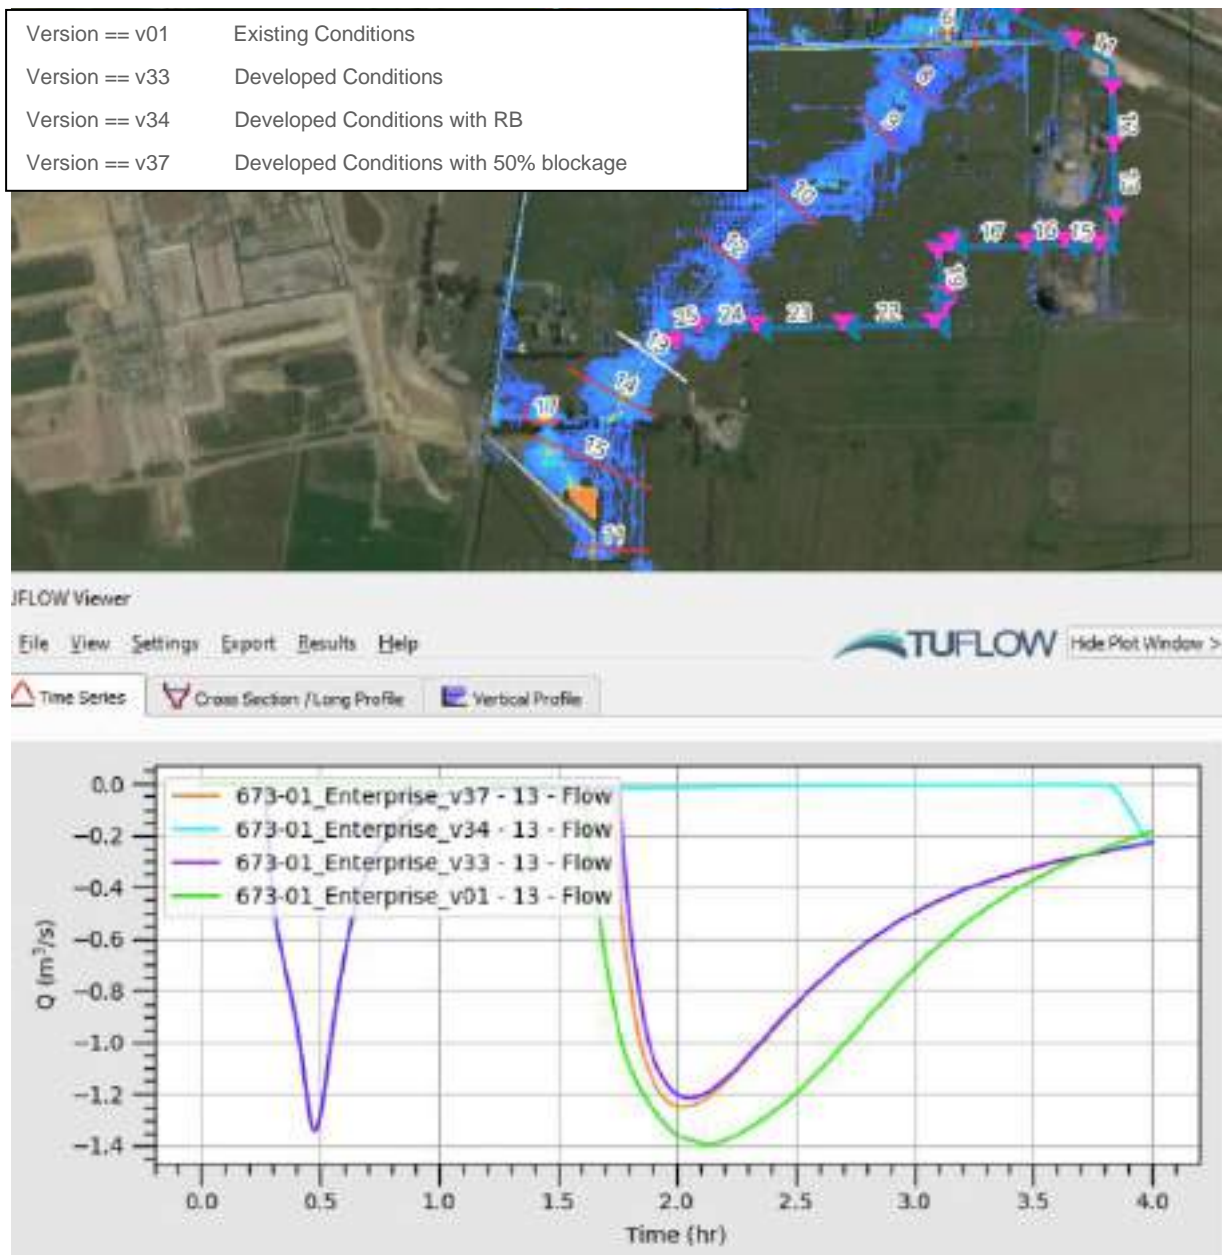 Version == v01 Existing Conditions
Version == v33 Developed Conditions
Version == v34 Developed Conditions with RB
Version == v37 Developed Conditions with 50% blockage
6
10
17
16
15
25
24
23
22
13
14
17
15
JFLOW Viewer
File View Settings Export Results Help
TUFLOW
Hide Plot Window >
Time Series
Cross Section / Long Profile
Vertical Profile
673-01_Enterprise_v37 - 13 - Flow
673-01_Enterprise_v34 - 13 - Flow
673-01_Enterprise_v33 - 13 - Flow
673-01_Enterprise_v01 - 13 - Flow
0.0
−0.2
−0.4
−0.6
−0.8
−1.0
−1.2
−1.4
Q (m³/s)
0.0 0.5 1.0 1.5 2.0 2.5 3.0 3.5 4.0
Time (hr)